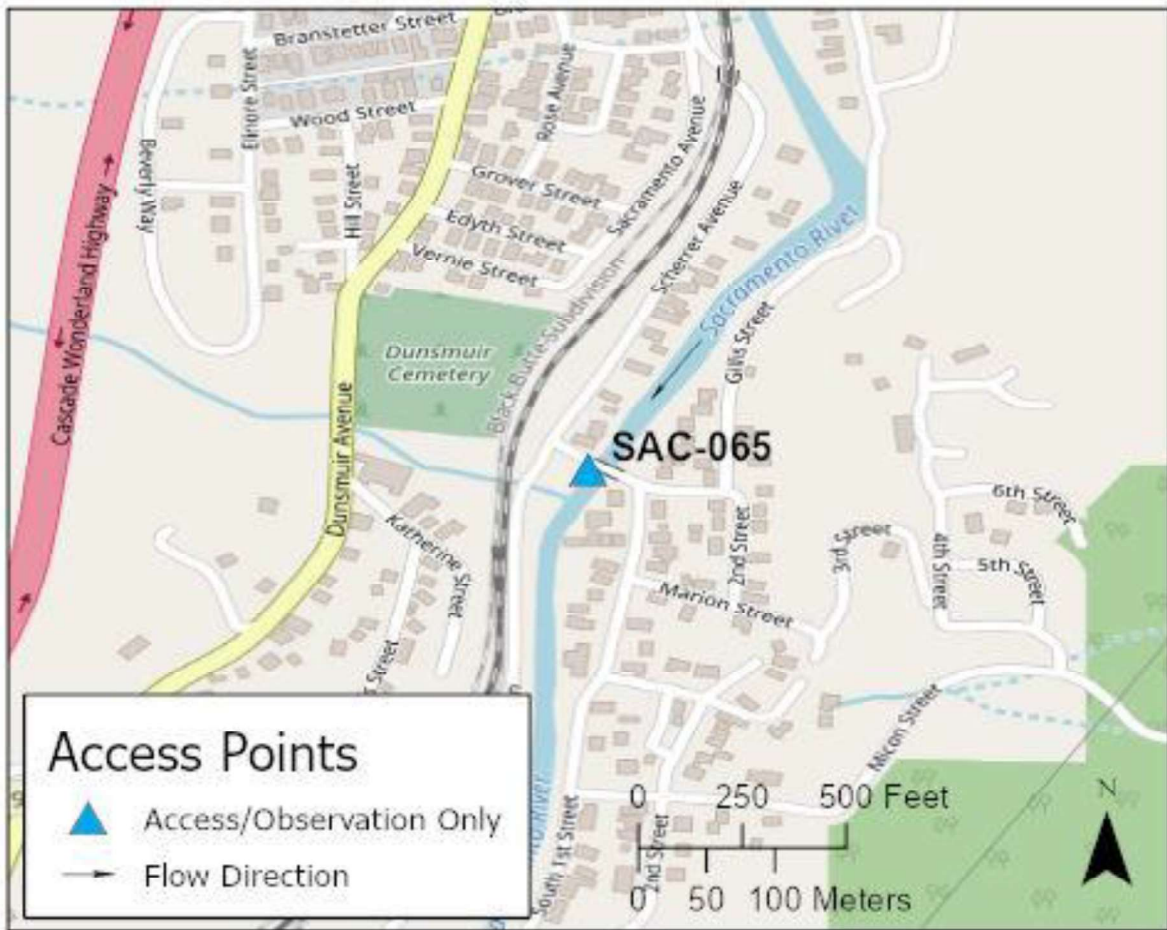 Branstetter Street
Wood Street
Elinore Street
Beverly Way
Hill Street
Rose Avenue
Grover Street
Edyth Street
Vernie Street
Sacramento Avenue
Scherrer Avenue
Sacramento River
Gillis Street
Cascade Wonderland Highway
Dunsmuir
Cemetery
Black Butte Subdivision
SAC-065
Dunsmuir Avenue
Katherine Street
2nd Street
3rd Street
4th Street
6th Street
5th Street
Marion Street
Street
Micon Street
River
South 1st Street
2nd Street
Access Points
Access/Observation Only
Flow Direction
0 250 500 Feet
0 50 100 Meters
N